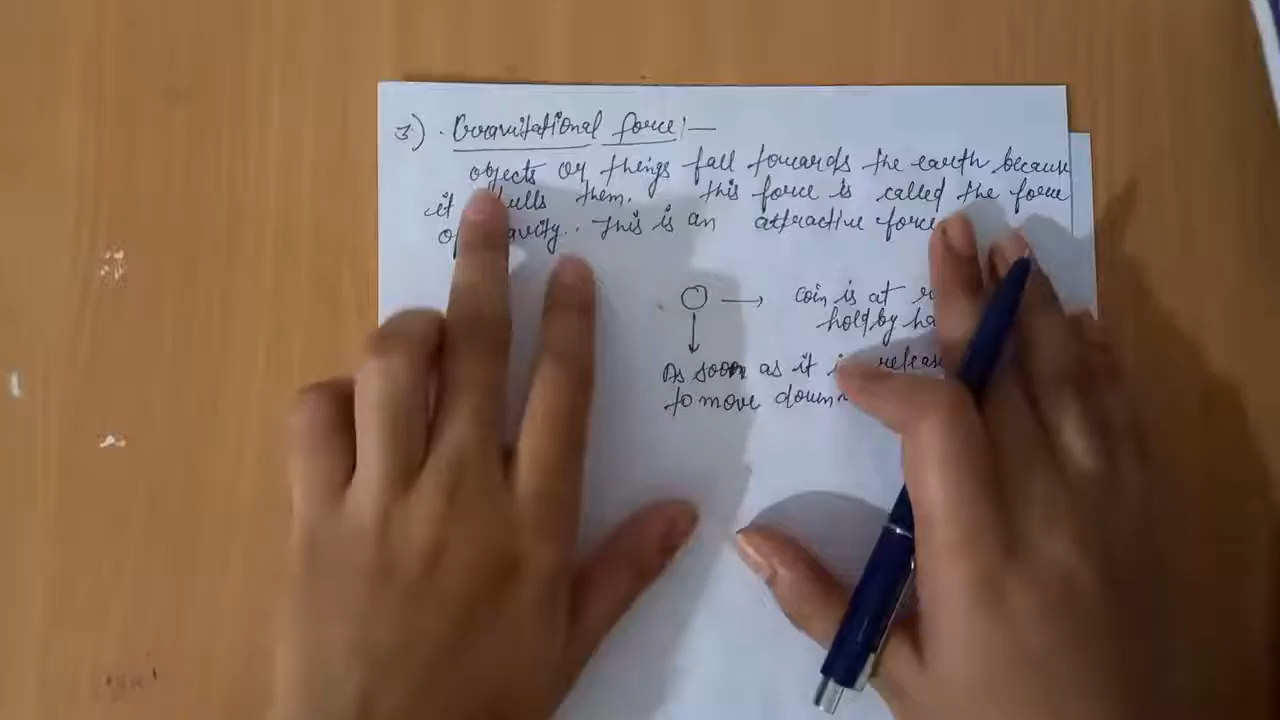 3) . Gravitational force:—
objects or things fall towards the earth because
it pulls them. this force is called the force
of gravity.. This is an attractive force
coin is at
hold by
As soon as it
to move